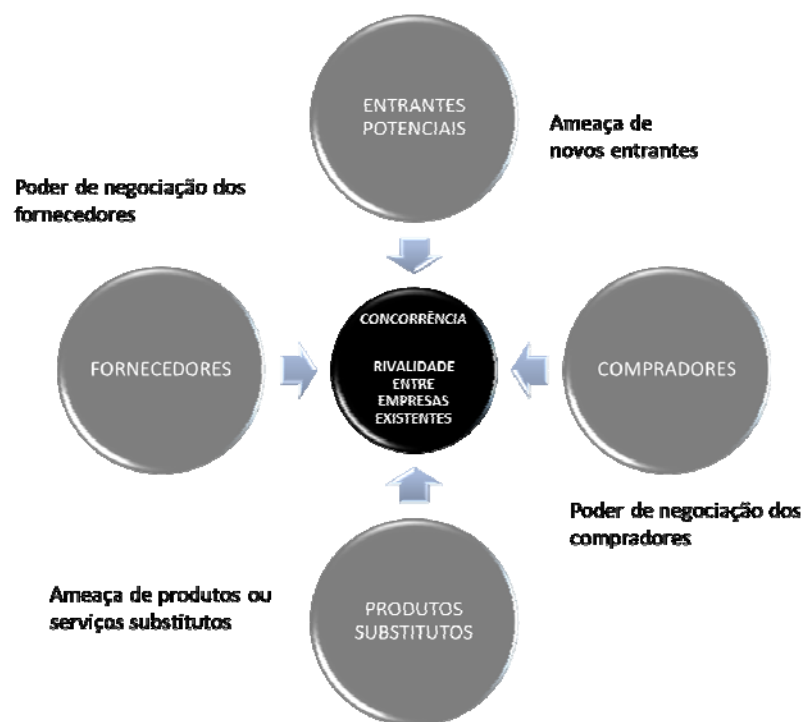 ENTRANTES
POTENCIAIS
Ameaça de
novos entrantes
Poder de negociação dos
fornecedores
FORNECEDORES
CONCORRÊNCIA
RIVALIDADE
ENTRE
EMPRESAS
EXISTENTES
COMPRADORES
Poder de negociação dos
compradores
Ameaça de produtos ou
serviços substitutos
PRODUTOS
SUBSTITUTOS